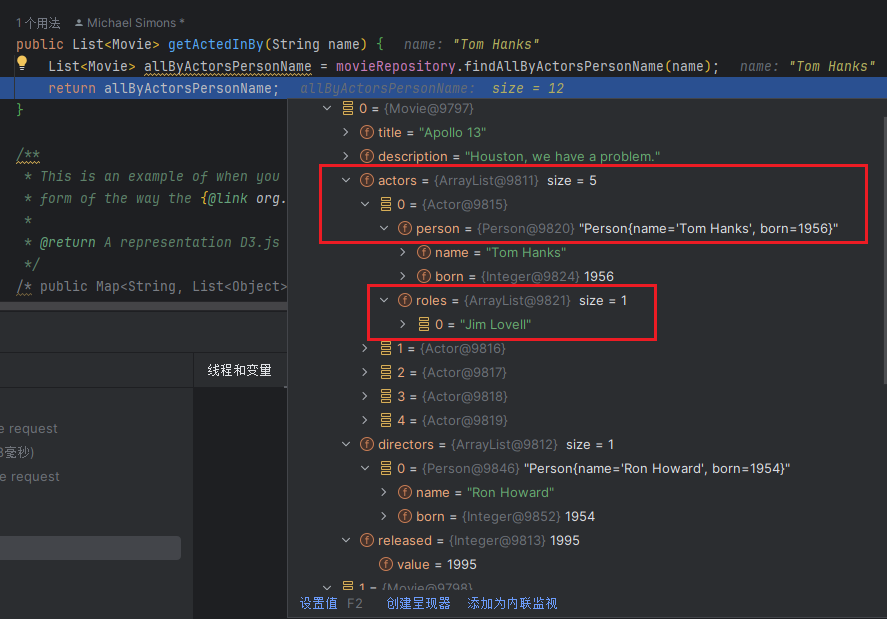 1个用法 Michael Simons *
public List<Movie> getActedInBy(String name) { name: "Tom Hanks"
List<Movie> allByActorsPersonName = movieRepository.findAllByActorsPersonName(name); name: "Tom Hanks"
return allByActorsPersonName; allByActorsPersonName: size = 12
}
0 = {Movie@9797}
title = "Apollo 13"
description = "Houston, we have a problem."
/**
* This is an example of when you
* form of the way the {@link org.
*
* @return A representation D3.js
*/
/* public Map<String, List<Object>
actors = {ArrayList@9811} size = 5
0 = {Actor@9815}
person = {Person@9820} "Person{name='Tom Hanks', born=1956}"
name = "Tom Hanks"
born = {Integer@9824} 1956
roles = {ArrayList@9821} size = 1
0 = "Jim Lovell"
1 = {Actor@9816}
2 = {Actor@9817}
3 = {Actor@9818}
4 = {Actor@9819}
directors = {ArrayList@9812} size = 1
0 = {Person@9846} "Person{name='Ron Howard', born=1954}"
name = "Ron Howard"
born = {Integer@9852} 1954
released = {Integer@9813} 1995
value = 1995
1 = {Movie@9798}
线程和变量
e request
毫秒)
e request
设置值 F2 创建呈现器 添加为内联监视